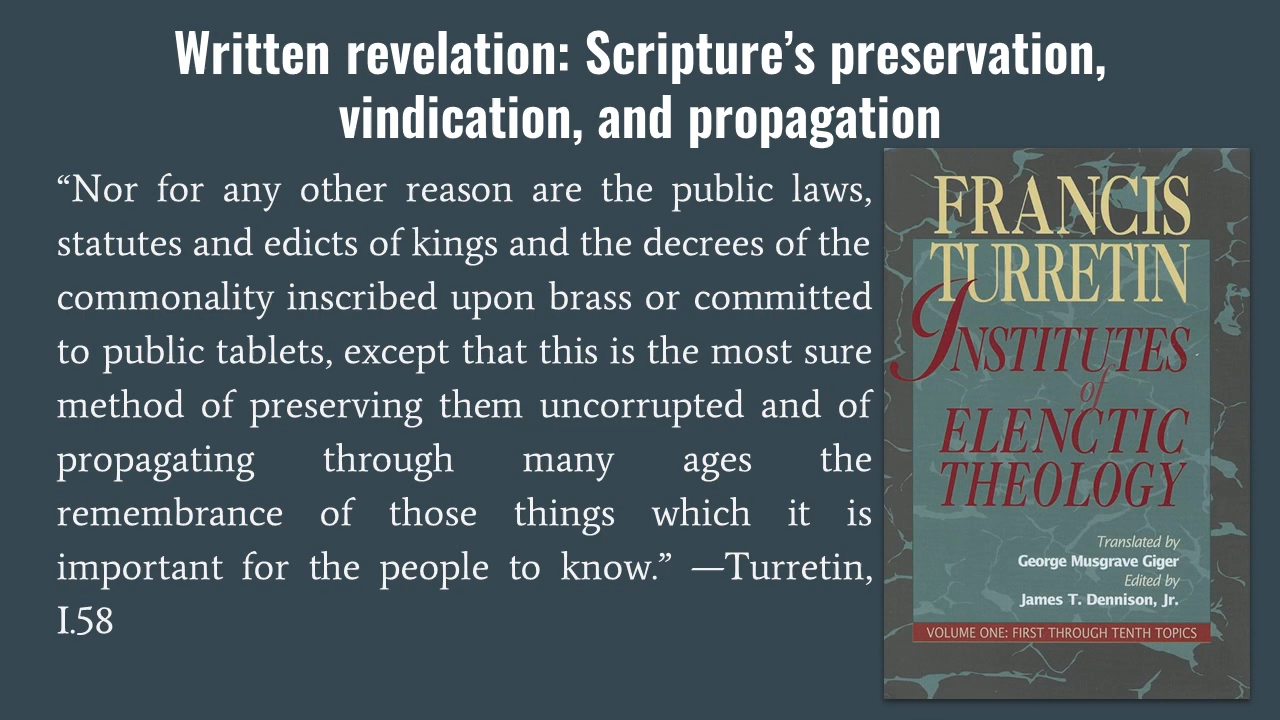 Written revelation: Scripture’s preservation,
vindication, and propagation
“Nor for any other reason are the public laws,
statutes and edicts of kings and the decrees of the
commonality inscribed upon brass or committed
to public tablets, except that this is the most sure
method of preserving them uncorrupted and of
propagating through many ages the
remembrance of those things which it is
important for the people to know.” —Turretin,
I.58
FRANCIS
TURRETIN
INSTITUTES
of
ELENCTIC
THEOLOGY
Translated by
George Musgrave Giger
Edited by
James T. Dennison, Jr.
VOLUME ONE: FIRST THROUGH TENTH TOPICS